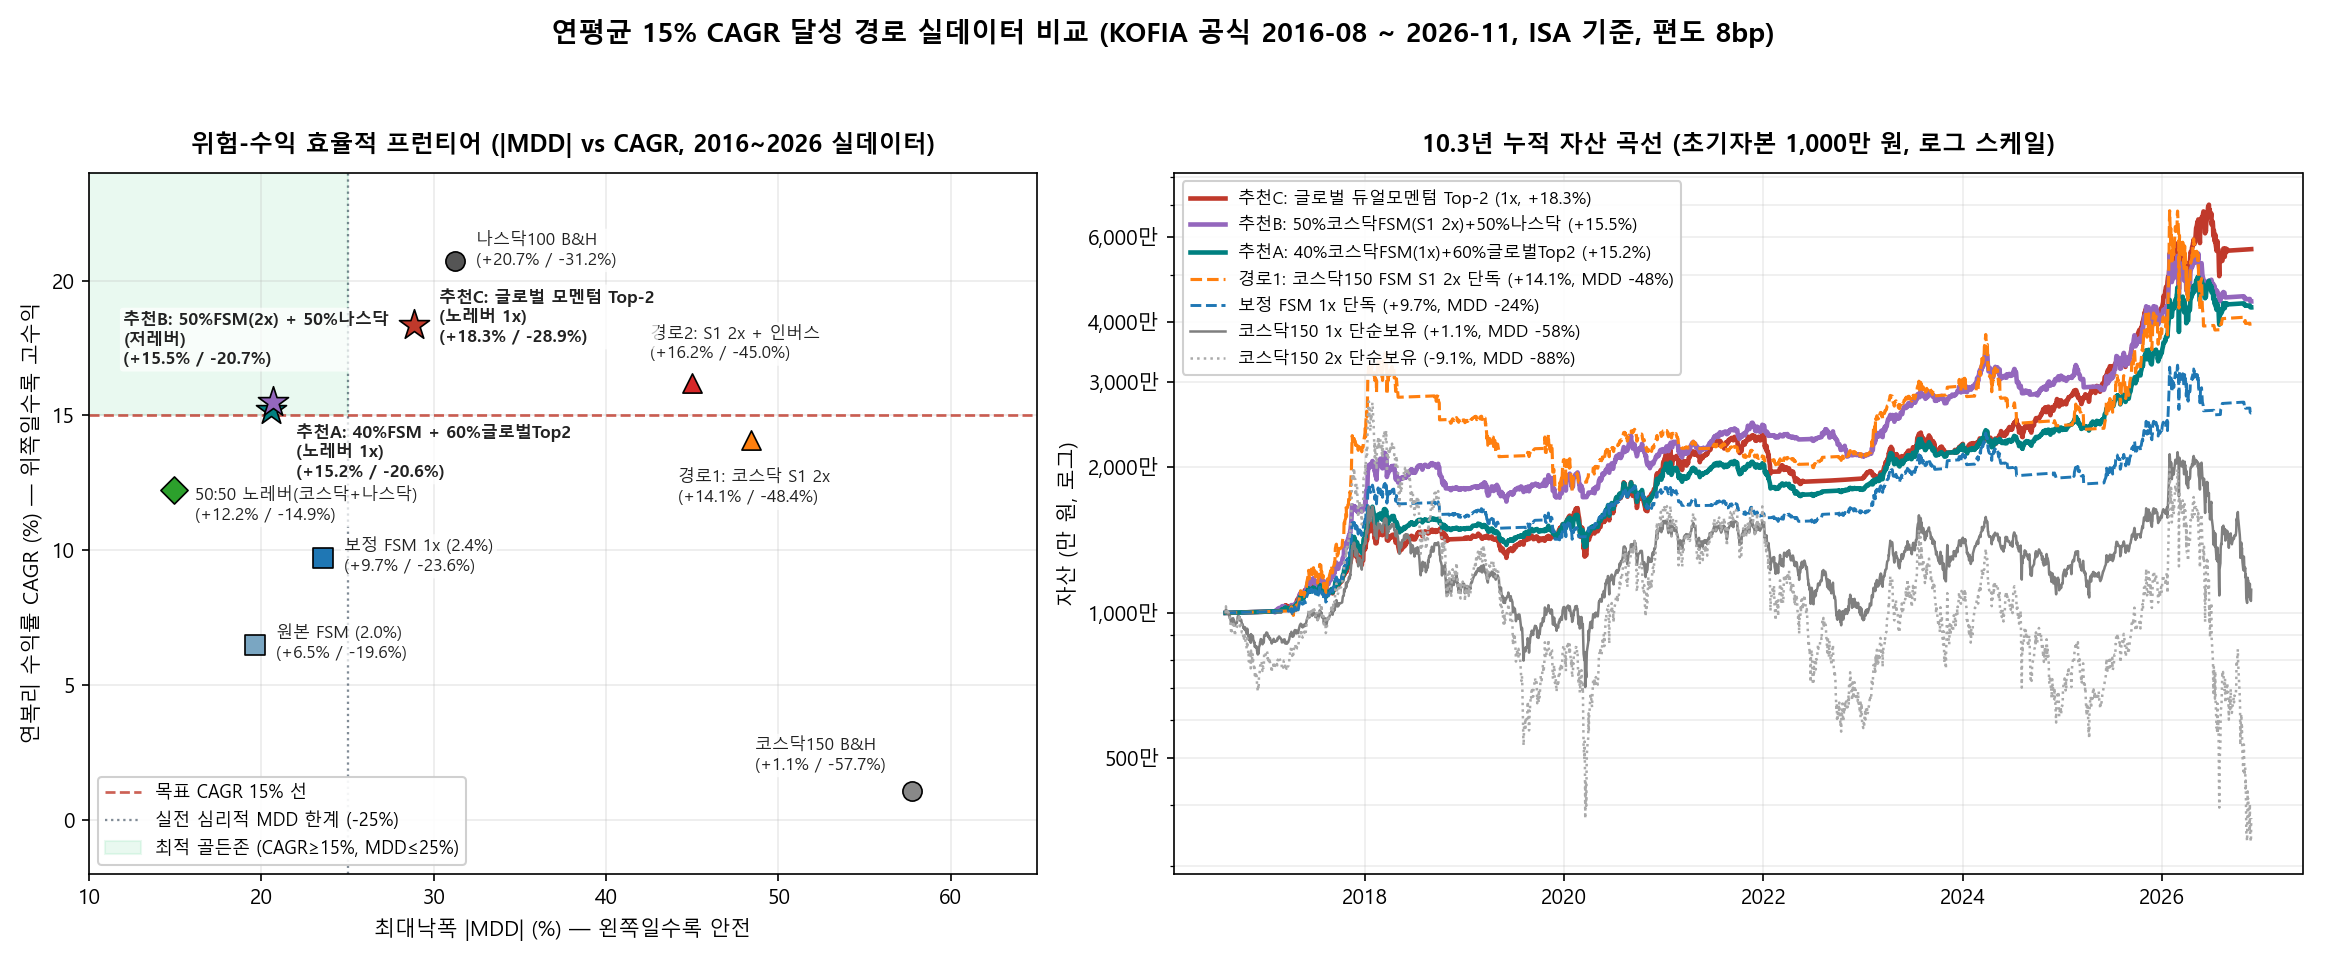 연평균 15% CAGR 달성 경로 실데이터 비교 (KOFIA 공식 2016-08 ~ 2026-11, ISA 기준, 편도 8bp)
위험-수익 효율적 프런티어 (|MDD| vs CAGR, 2016~2026 실데이터)
연복리 수익률 CAGR (%) — 위쪽일수록 고수익
20
15
10
5
0
나스닥100 B&H
(+20.7% / -31.2%)
추천C: 글로벌 모멘텀 Top-2
(노레버 1x)
(+18.3% / -28.9%)
추천B: 50%FSM(2x) + 50%나스닥
(저레버)
(+15.5% / -20.7%)
경로2: S1 2x + 인버스
(+16.2% / -45.0%)
추천A: 40%FSM + 60%글로벌Top2
(노레버 1x)
(+15.2% / -20.6%)
경로1: 코스닥 S1 2x
(+14.1% / -48.4%)
50:50 노레버(코스닥+나스닥)
(+12.2% / -14.9%)
보정 FSM 1x (2.4%)
(+9.7% / -23.6%)
원본 FSM (2.0%)
(+6.5% / -19.6%)
코스닥150 B&H
(+1.1% / -57.7%)
목표 CAGR 15% 선
실전 심리적 MDD 한계 (-25%)
최적 골든존 (CAGR≥15%, MDD≤25%)
10
20
30
40
50
60
최대낙폭 |MDD| (%) — 왼쪽일수록 안전
10.3년 누적 자산 곡선 (초기자본 1,000만 원, 로그 스케일)
자산 (만 원, 로그)
6,000만
4,000만
3,000만
2,000만
1,000만
500만
추천C: 글로벌 듀얼모멘텀 Top-2 (1x, +18.3%)
추천B: 50%코스닥FSM(S1 2x)+50%나스닥 (+15.5%)
추천A: 40%코스닥FSM(1x)+60%글로벌Top2 (+15.2%)
경로1: 코스닥150 FSM S1 2x 단독 (+14.1%, MDD -48%)
보정 FSM 1x 단독 (+9.7%, MDD -24%)
코스닥150 1x 단순보유 (+1.1%, MDD -58%)
코스닥150 2x 단순보유 (-9.1%, MDD -88%)
2018
2020
2022
2024
2026